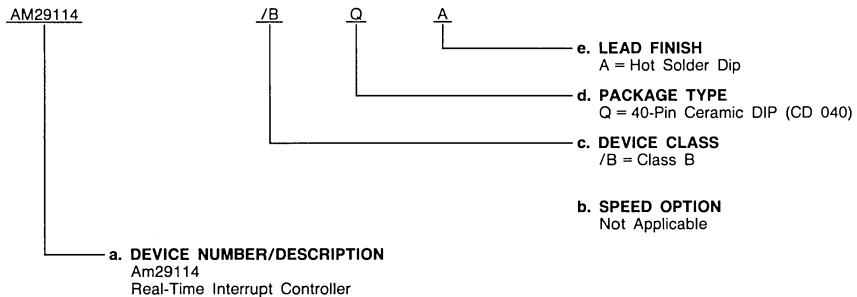 AM29114 /B Q A
e. LEAD FINISH
A = Hot Solder Dip
d. PACKAGE TYPE
Q = 40-Pin Ceramic DIP (CD 040)
c. DEVICE CLASS
/B = Class B
b. SPEED OPTION
Not Applicable
a. DEVICE NUMBER/DESCRIPTION
Am29114
Real-Time Interrupt Controller